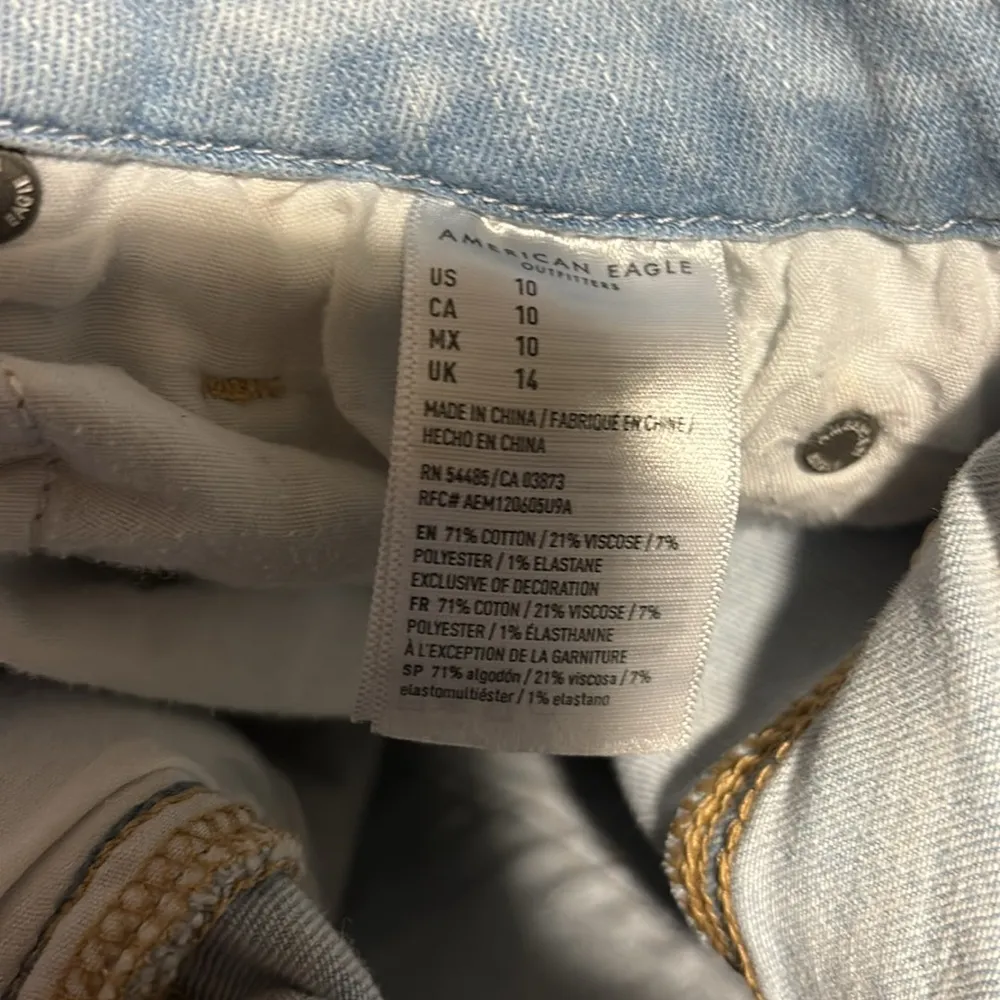 AMERICAN EAGLE
OUTFITTERS
US 10
CA 10
MX 10
UK 14
MADE IN CHINA / FABRIQUÉ EN CHINE /
HECHO EN CHINA
RN 54485/CA 03873
RFC# AEM120605U9A
EN 71% COTTON / 21% VISCOSE / 7%
POLYESTER / 1% ELASTANE
EXCLUSIVE OF DECORATION
FR 71% COTON / 21% VISCOSE / 7%
POLYESTER / 1% ÉLASTHANNE
À L'EXCEPTION DE LA GARNITURE
SP 71% algodón / 21% viscosa / 7%
elastomultiéster / 1% elastano
EAGLE